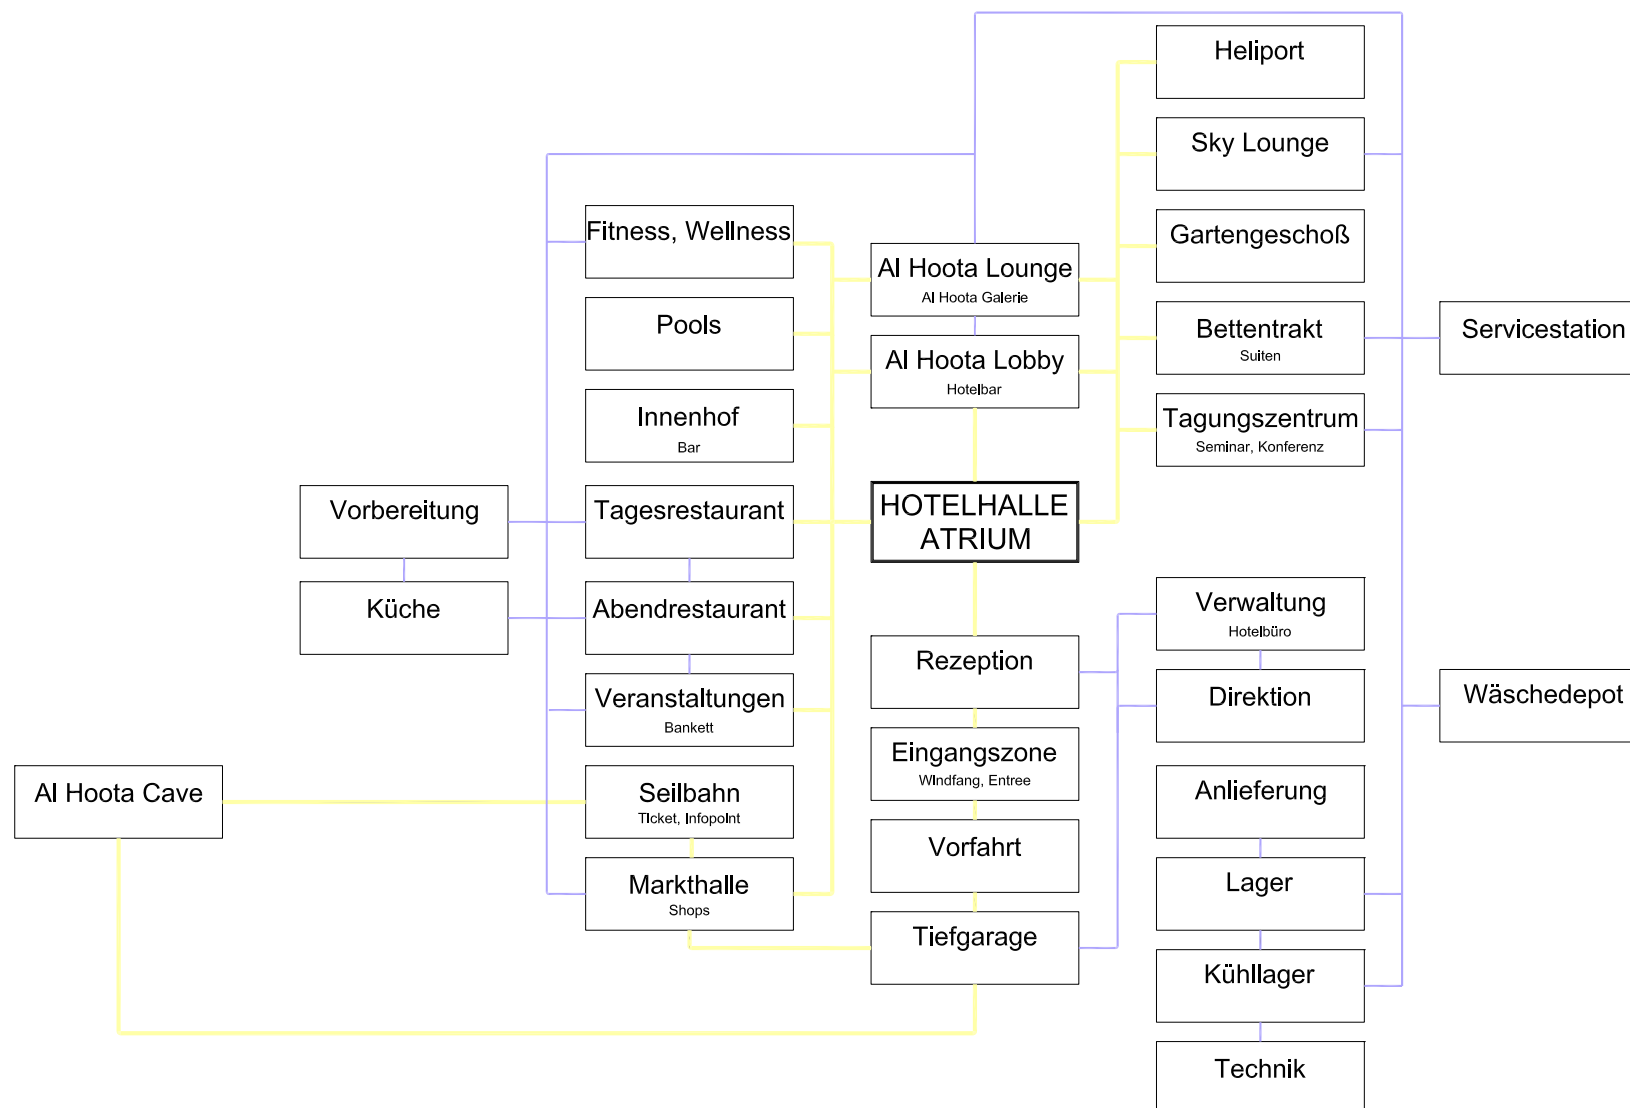 Heliport
Sky Lounge
Gartengeschoß
Bettentrakt
Suiten
Tagungszentrum
Seminar, Konferenz
Servicestation
Fitness, Wellness
Pools
Innenhof
Bar
Al Hoota Lounge
Al Hoota Galerie
Al Hoota Lobby
Hotelbar
HOTELHALLE
ATRIUM
Vorbereitung
Küche
Tagesrestaurant
Abendrestaurant
Veranstaltungen
Bankett
Rezeption
Eingangszone
Windfang, Entree
Vorfahrt
Tiefgarage
Verwaltung
Hotelbüro
Direktion
Wäschedepot
Al Hoota Cave
Seilbahn
Ticket, Infopoint
Markthalle
Shops
Anlieferung
Lager
Kühllager
Technik